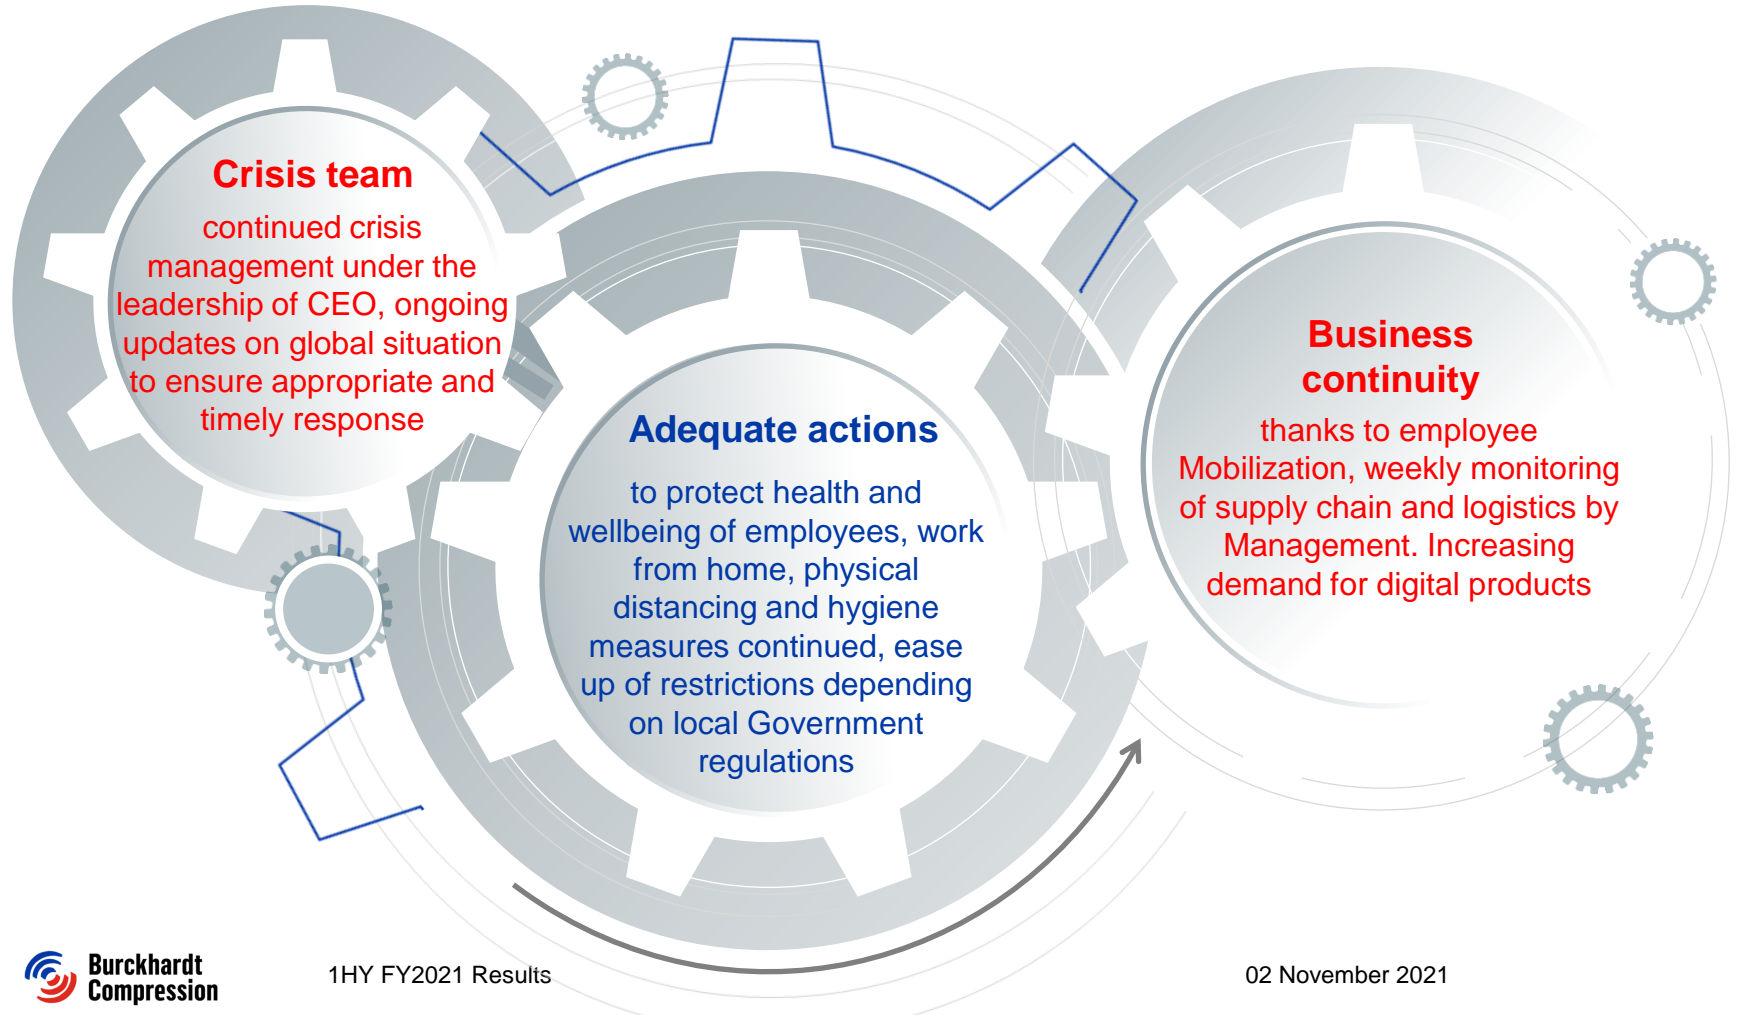 Crisis team
continued crisis
management under the
leadership of CEO, ongoing
updates on global situation
to ensure appropriate and
timely response
Adequate actions
to protect health and
wellbeing of employees, work
from home, physical
distancing and hygiene
measures continued, ease
up of restrictions depending
on local Government
regulations
Business
continuity
thanks to employee
Mobilization, weekly monitoring
of supply chain and logistics by
Management. Increasing
demand for digital products
Burckhardt
Compression
1HY FY2021 Results
02 November 2021